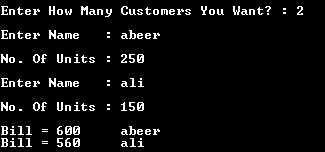 Enter How Many Customers You Want? : 2
Enter Name   : abeer
No. Of Units : 250
Enter Name   : ali
No. Of Units : 150
Bill = 600     abeer
Bill = 560     ali